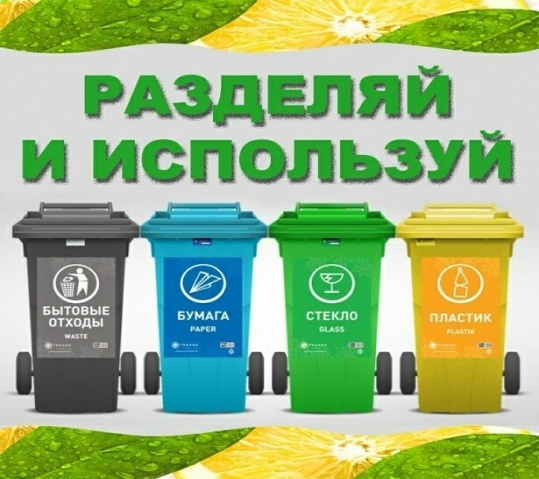 РАЗДЕЛЯЙ
И ИСПОЛЬЗУЙ
БЫТОВЫЕ
ОТХОДЫ
WASTE
БУМАГА
PAPER
СТЕКЛО
GLASS
ПЛАСТИК
PLASTIK